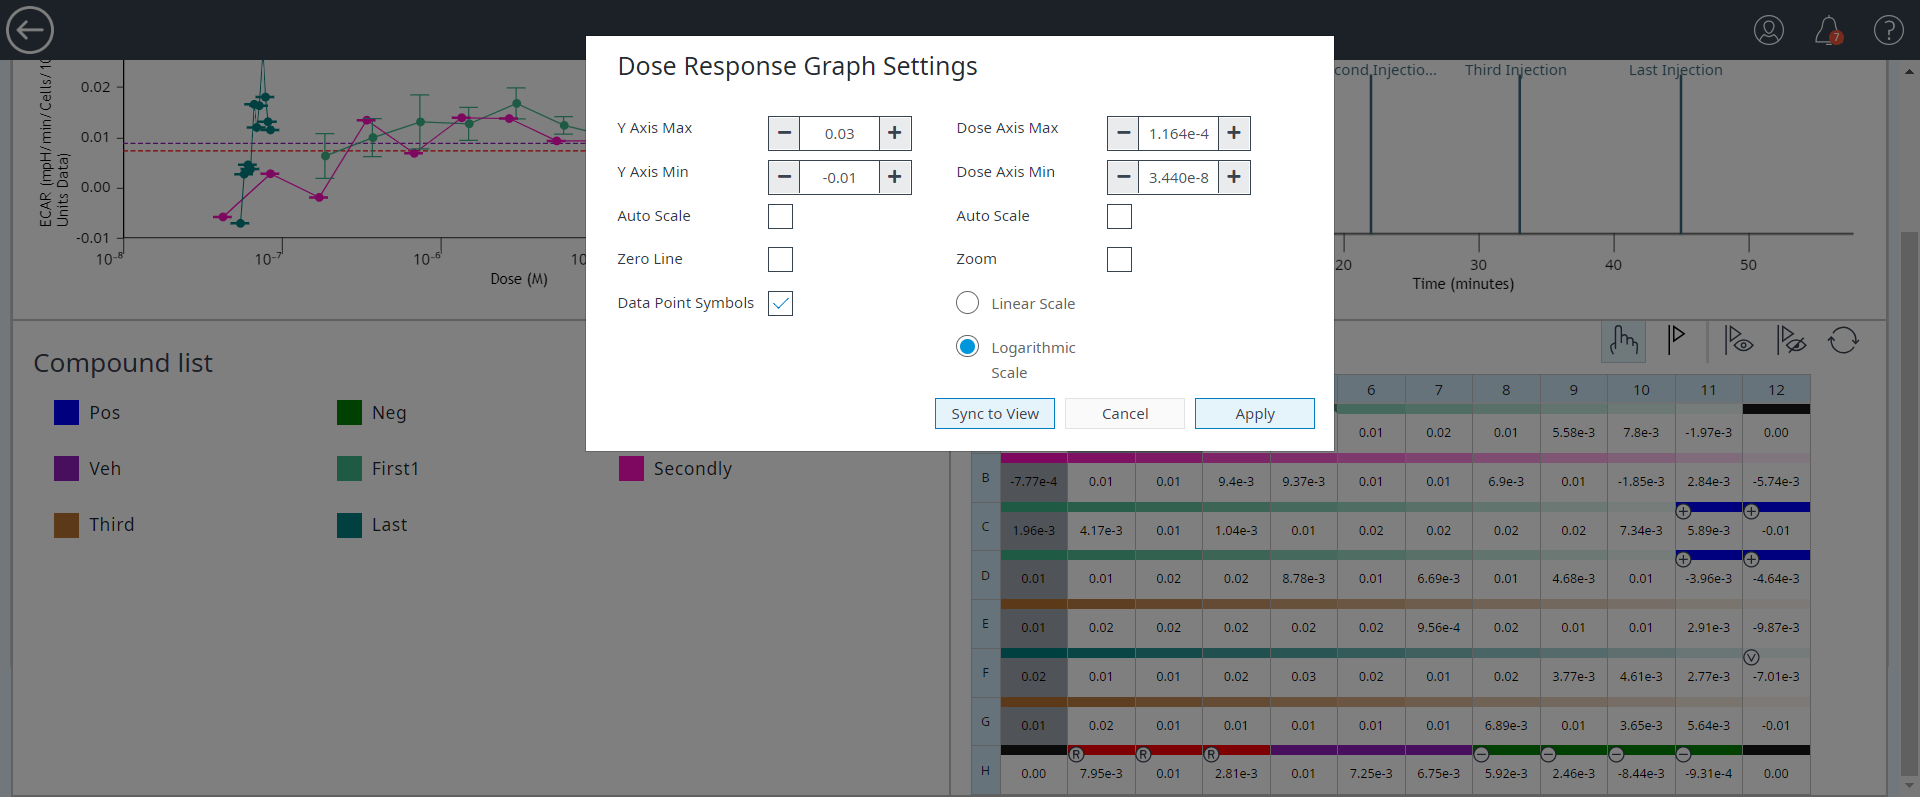 7
Dose Response Graph Settings
Y Axis Max
0.03
Dose Axis Max
1.164e-4
Y Axis Min
-0.01
Dose Axis Min
3.440e-8
Auto Scale
Auto Scale
Zero Line
Zoom
Data Point Symbols
Linear Scale
Logarithmic
Scale
Sync to View
Cancel
Apply
ECAR (mpH/min/Cells/10
Units Data)
0.02
0.01
0.00
-0.01
10⁻⁸
10⁻⁷
10⁻⁶
10
Dose (M)
cond Injectio...
Third Injection
Last Injection
20
30
40
50
Time (minutes)
Compound list
Pos
Neg
Veh
First1
Secondly
Third
Last
6 7 8 9 10 11 12
0.01 0.02 0.01 5.58e-3 7.8e-3 -1.97e-3 0.00
B -7.77e-4 0.01 0.01 9.4e-3 9.37e-3 0.01 0.01 6.9e-3 0.01 -1.85e-3 2.84e-3 -5.74e-3
C 1.96e-3 4.17e-3 0.01 1.04e-3 0.01 0.02 0.02 0.02 0.02 7.34e-3 5.89e-3 -0.01
D 0.01 0.01 0.02 0.02 8.78e-3 0.01 6.69e-3 0.01 4.68e-3 0.01 -3.96e-3 -4.64e-3
E 0.01 0.02 0.02 0.02 0.02 0.02 9.56e-4 0.02 0.01 0.01 2.91e-3 -9.87e-3
V
F 0.02 0.01 0.01 0.02 0.03 0.02 0.01 0.02 3.77e-3 4.61e-3 2.77e-3 -7.01e-3
G 0.01 0.02 0.01 0.01 0.01 0.01 0.01 6.89e-3 0.01 3.65e-3 5.64e-3 -0.01
R R R
H 0.00 7.95e-3 0.01 2.81e-3 0.01 7.25e-3 6.75e-3 5.92e-3 2.46e-3 -8.44e-3 -9.31e-4 0.00